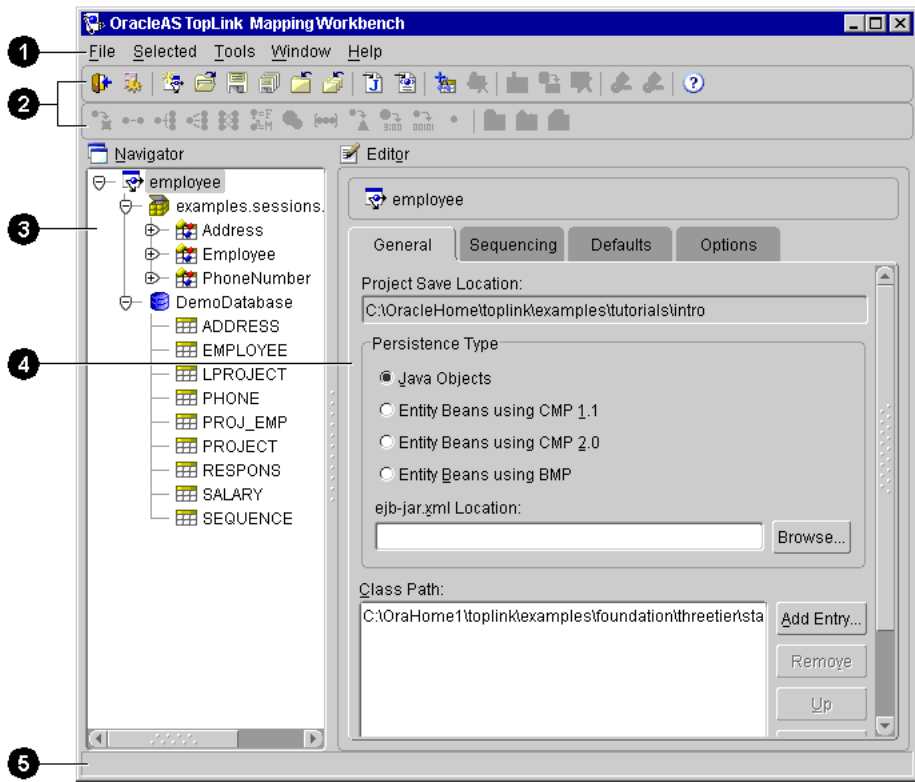 OracleAS TopLink Mapping Workbench
1
File Selected Tools Window Help
2
J
?
3100 00101
Navigator
Editor
employee
examples.sessions.
3
Address
Employee
PhoneNumber
DemoDatabase
ADDRESS
EMPLOYEE
4
LPROJECT
PHONE
PROJ_EMP
PROJECT
RESPONS
SALARY
SEQUENCE
employee
General Sequencing Defaults Options
Project Save Location:
C:\OracleHome\toplink\examples\tutorials\intro
Persistence Type
Java Objects
Entity Beans using CMP 1.1
Entity Beans using CMP 2.0
Entity Beans using BMP
ejb-jar.xml Location:
Browse...
Class Path:
C:\OraHome1\toplink\examples\foundation\threetier\sta
Add Entry...
Remove
Up
5